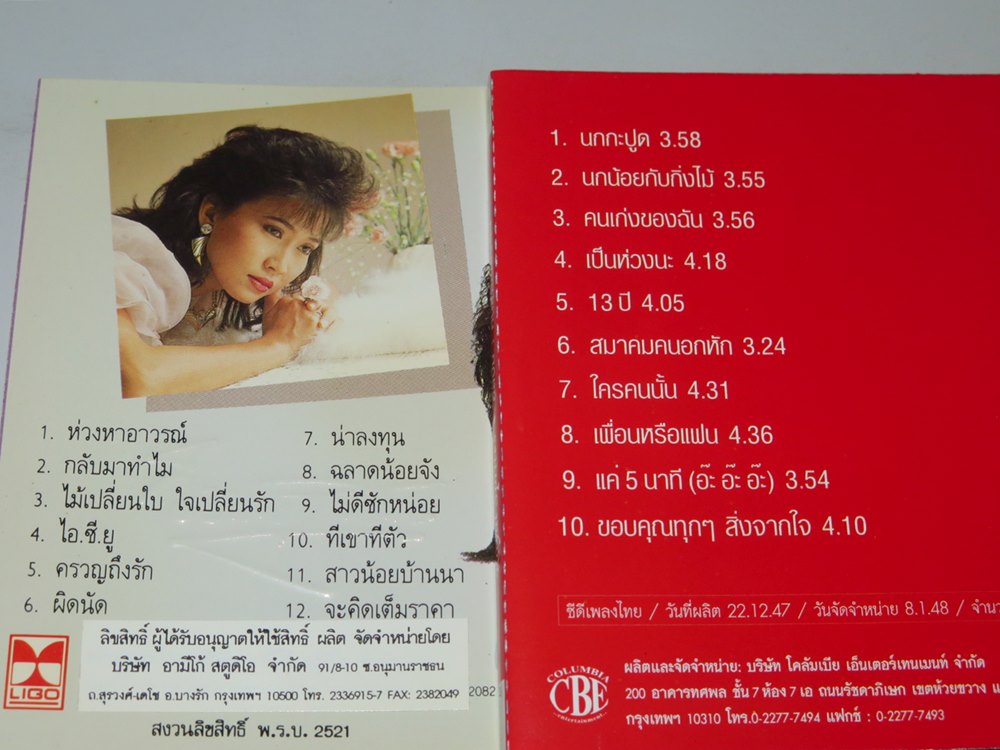 1. ห่วงหาอาวรณ์
2. กลับมาทำไม
3. ไม้เปลี่ยนใบ ใจเปลี่ยนรัก
4. ไอ.ซี.ยู
5. ครวญถึงรัก
6. ผิดนัด
7. น่าลงทุน
8. ฉลาดน้อยจัง
9. ไม่ดีซักหน่อย
10. ทีเขาทีตัว
11. สาวน้อยบ้านนา
12. จะคิดเต็มราคา
LIBO
ลิขสิทธิ์ ผู้ได้รับอนุญาตให้ใช้สิทธิ์ ผลิต จัดจำหน่ายโดย
บริษัท อามีโก้ สตูดิโอ จำกัด 91/8-10 ซ.อนุมานราชธน
ถ.สุรวงศ์-เดโช อ.บางรัก กรุงเทพฯ 10500 โทร. 2336915-7 FAX: 2382049
2082
สงวนลิขสิทธิ์ พ.ร.บ. 2521
1. นกกะปูด 3.58
2. นกน้อยกับกิ่งไม้ 3.55
3. คนเก่งของฉัน 3.56
4. เป็นห่วงนะ 4.18
5. 13 ปี 4.05
6. สมาคมคนอกหัก 3.24
7. ใครคนนั้น 4.31
8. เพื่อนหรือแฟน 4.36
9. แค่ 5 นาที (อ๊ะ อ๊ะ อ๊ะ) 3.54
10. ขอบคุณทุกๆ สิ่งจากใจ 4.10
ซีดีเพลงไทย / วันที่ผลิต 22.12.47 / วันจัดจำหน่าย 8.1.48 /
COLUMBIA
CBE
entertainment
ผลิตและจัดจำหน่าย: บริษัท โคลัมเบีย เอ็นเตอร์เทนเมนท์ จำกัด
200 อาคารทศพล ชั้น 7 ห้อง 7 เอ ถนนรัชดาภิเษก เขตห้วยขวาง
กรุงเทพฯ 10310 โทร.0-2277-7494 แฟกซ์ : 0-2277-7493